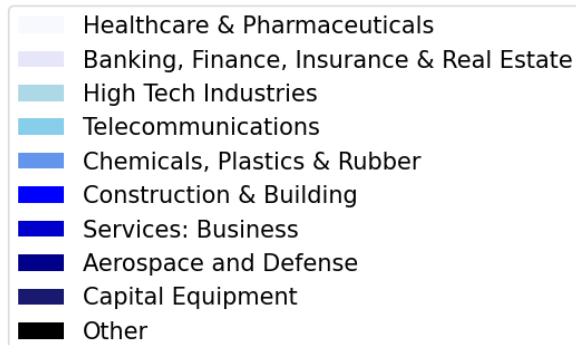 Healthcare & Pharmaceuticals
Banking, Finance, Insurance & Real Estate
High Tech Industries
Telecommunications
Chemicals, Plastics & Rubber
Construction & Building
Services: Business
Aerospace and Defense
Capital Equipment
Other